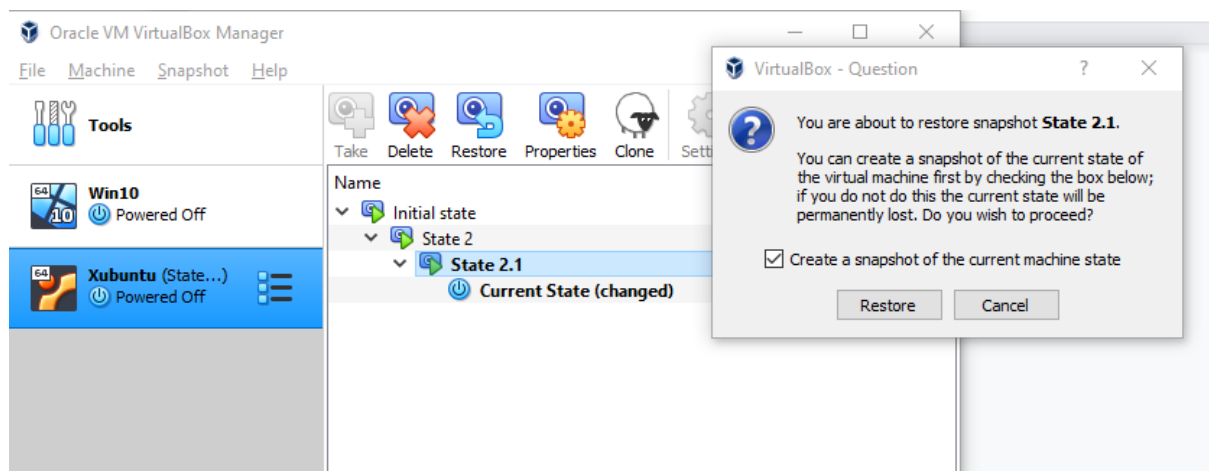 Oracle VM VirtualBox Manager
File Machine Snapshot Help
Tools
64
10
Win10
Powered Off
64
Xubuntu (State...)
Powered Off
Take Delete Restore Properties Clone
Name
Initial state
State 2
State 2.1
Current State (changed)
VirtualBox - Question
?
You are about to restore snapshot State 2.1.
You can create a snapshot of the current state of
the virtual machine first by checking the box below;
if you do not do this the current state will be
permanently lost. Do you wish to proceed?
Create a snapshot of the current machine state
Restore Cancel